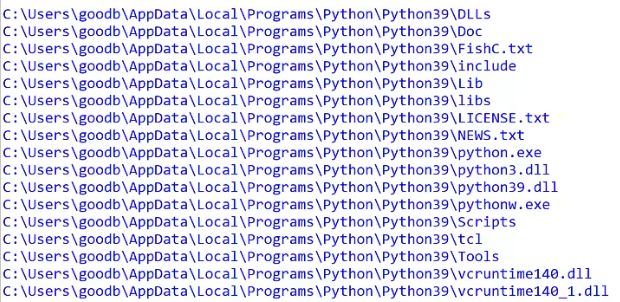 C:\Users\goodb\AppData\Local\Programs\Python\Python39\DLLs
C:\Users\goodb\AppData\Local\Programs\Python\Python39\Doc
C:\Users\goodb\AppData\Local\Programs\Python\Python39\FishC.txt
C:\Users\goodb\AppData\Local\Programs\Python\Python39\include
C:\Users\goodb\AppData\Local\Programs\Python\Python39\Lib
C:\Users\goodb\AppData\Local\Programs\Python\Python39\libs
C:\Users\goodb\AppData\Local\Programs\Python\Python39\LICENSE.txt
C:\Users\goodb\AppData\Local\Programs\Python\Python39\NEWS.txt
C:\Users\goodb\AppData\Local\Programs\Python\Python39\python.exe
C:\Users\goodb\AppData\Local\Programs\Python\Python39\python3.dll
C:\Users\goodb\AppData\Local\Programs\Python\Python39\python39.dll
C:\Users\goodb\AppData\Local\Programs\Python\Python39\pythonw.exe
C:\Users\goodb\AppData\Local\Programs\Python\Python39\Scripts
C:\Users\goodb\AppData\Local\Programs\Python\Python39\tcl
C:\Users\goodb\AppData\Local\Programs\Python\Python39\Tools
C:\Users\goodb\AppData\Local\Programs\Python\Python39\vcruntime140.dll
C:\Users\goodb\AppData\Local\Programs\Python\Python39\vcruntime140_1.dll